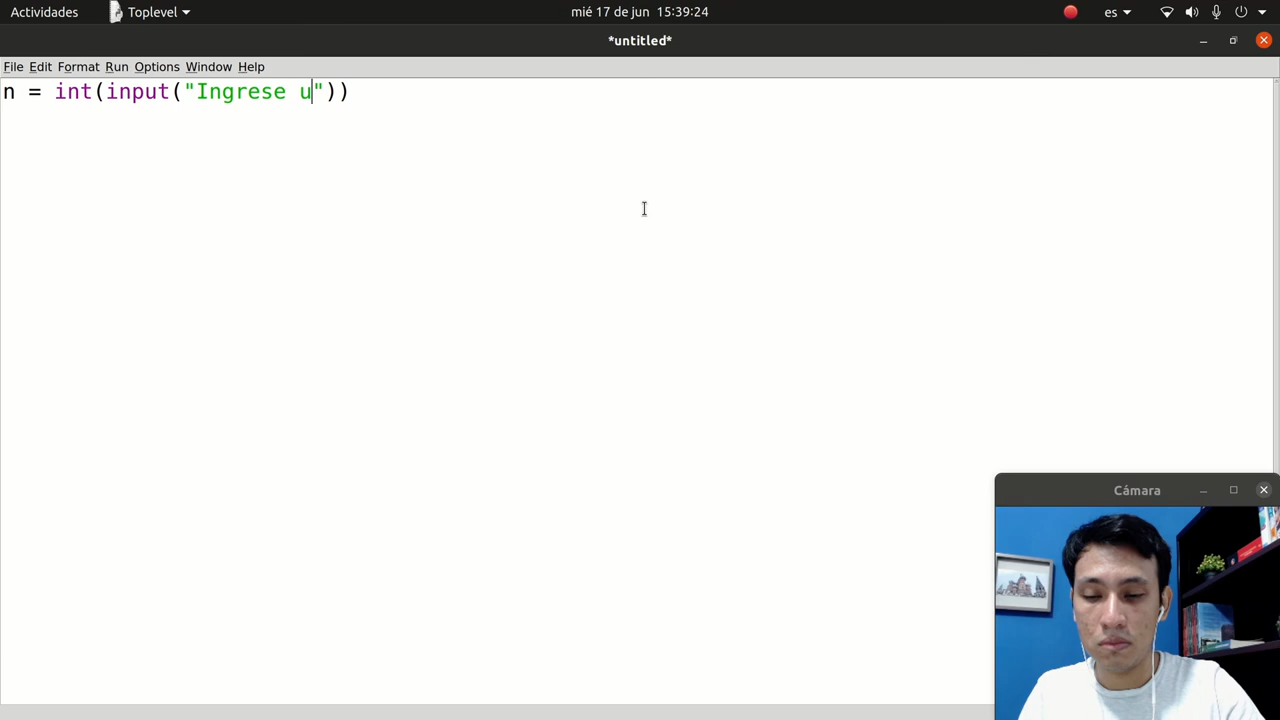 Actividades Toplevel mié 17 de jun 15:39:24 es
*untitled*
File Edit Format Run Options Window Help
n = int(input("Ingrese u"))
Cámara